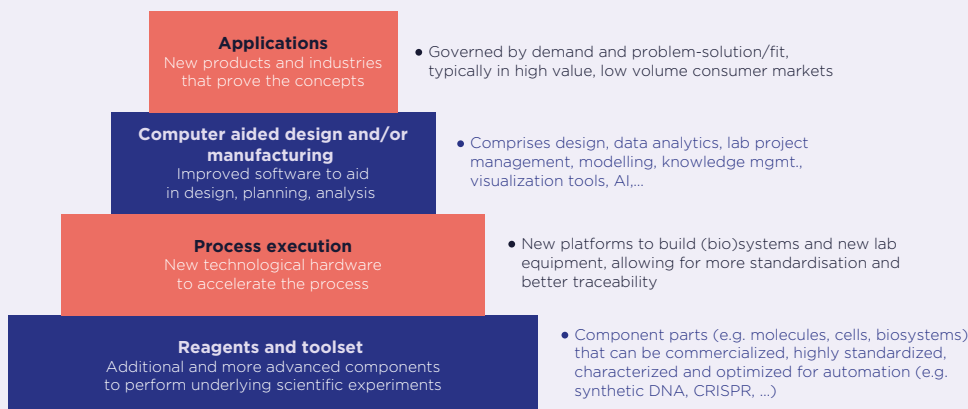 Applications
New products and industries
that prove the concepts
• Governed by demand and problem-solution/fit,
typically in high value, low volume consumer markets
Computer aided design and/or
manufacturing
Improved software to aid
in design, planning, analysis
• Comprises design, data analytics, lab project
management, modelling, knowledge mgmt.,
visualization tools, AI,...
Process execution
New technological hardware
to accelerate the process
• New platforms to build (bio)systems and new lab
equipment, allowing for more standardisation and
better traceability
Reagents and toolset
Additional and more advanced components
to perform underlying scientific experiments
• Component parts (e.g. molecules, cells, biosystems)
that can be commercialized, highly standardized,
characterized and optimized for automation (e.g.
synthetic DNA, CRISPR, ...)